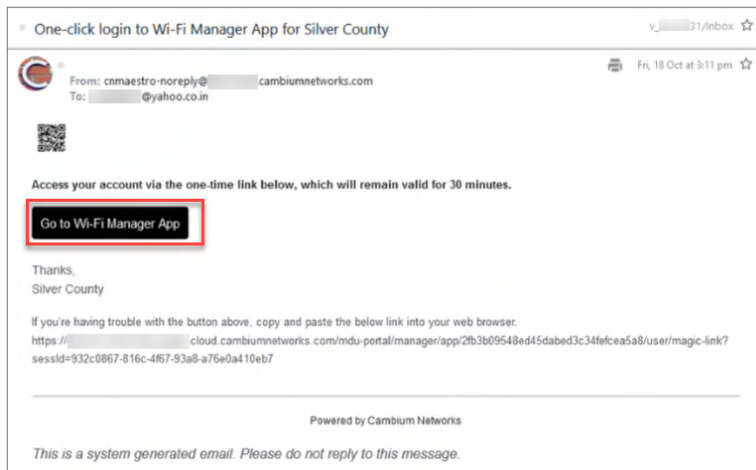 One-click login to Wi-Fi Manager App for Silver County
v_ 31/Inbox
From: cnmaestro-noreply@ .cambiumnetworks.com
Fri, 18 Oct at 3:11 pm
To: @yahoo.co.in
Access your account via the one-time link below, which will remain valid for 30 minutes.
Go to Wi-Fi Manager App
Thanks,
Silver County
If you're having trouble with the button above, copy and paste the below link into your web browser.
https:// cloud.cambiumnetworks.com/mdu-portal/manager/app/2fb3b09548ed45dabed3c34fefcea5a8/user/magic-link?
sessId=932c0867-816c-4f67-93a8-a76e0a410eb7
Powered by Cambium Networks
This is a system generated email. Please do not reply to this message.